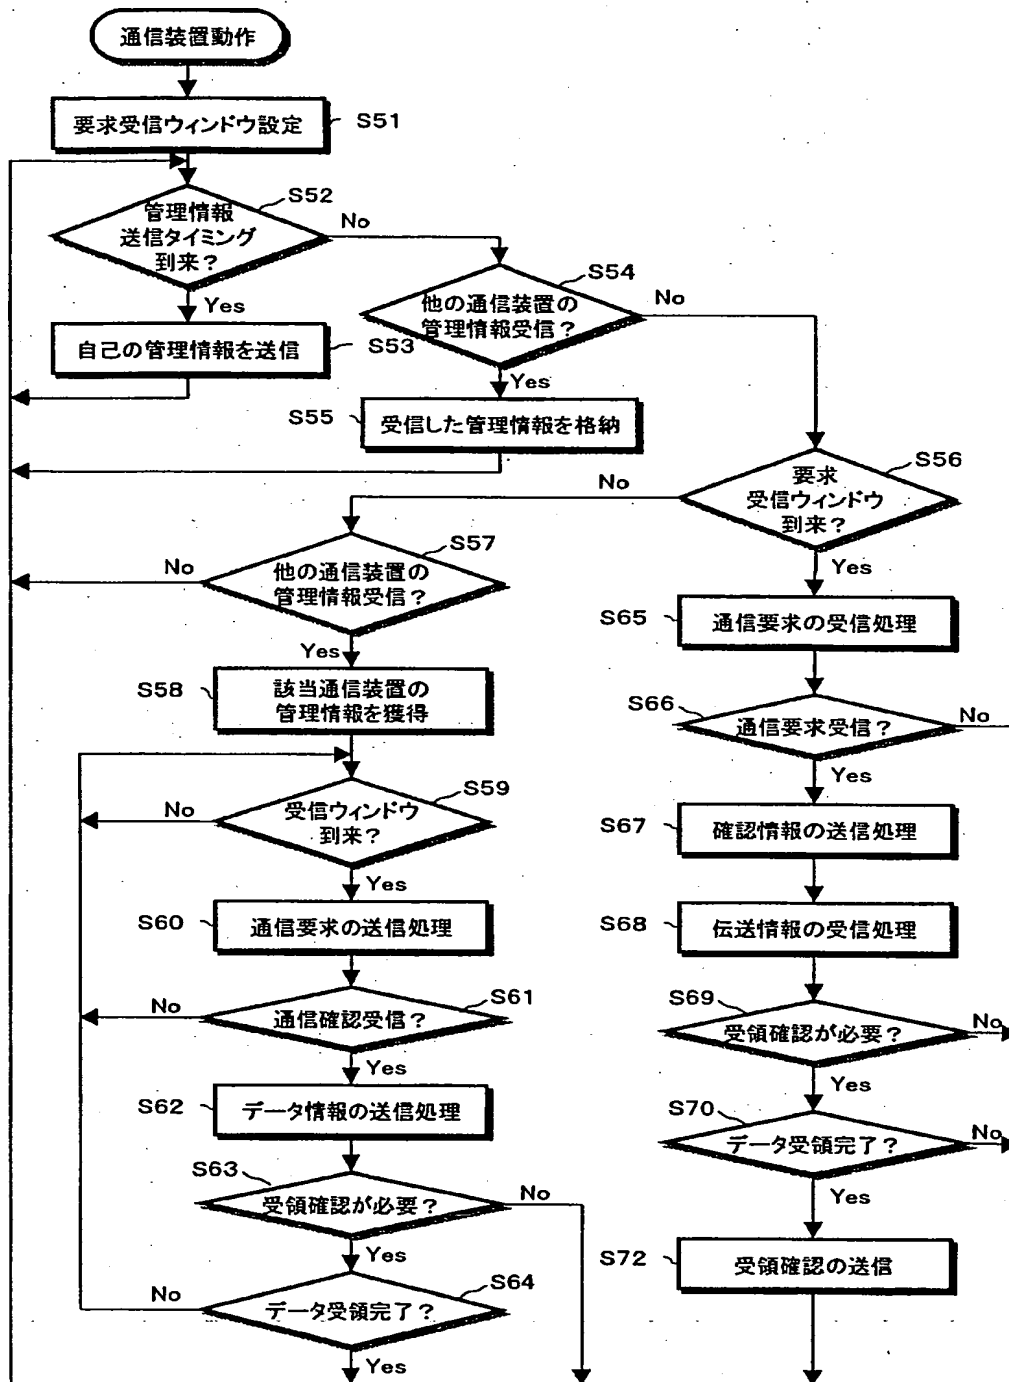 通信装置動作
要求受信ウィンドウ設定
S51
S52
管理情報
送信タイミング
到来？
No
Yes
自己の管理情報を送信
S53
S54
他の通信装置の
管理情報受信？
No
Yes
S55
受信した管理情報を格納
S56
要求
受信ウィンドウ
到来？
No
Yes
S57
他の通信装置の
管理情報受信？
No
Yes
S58
該当通信装置の
管理情報を獲得
S59
受信ウィンドウ
到来？
No
Yes
S60
通信要求の送信処理
S61
通信確認受信？
No
Yes
S62
データ情報の送信処理
S63
受領確認が必要？
No
Yes
S64
データ受領完了？
No
Yes
S65
通信要求の受信処理
S66
通信要求受信？
No
Yes
S67
確認情報の送信処理
S68
伝送情報の受信処理
S69
受領確認が必要？
No
Yes
S70
データ受領完了？
No
Yes
S72
受領確認の送信